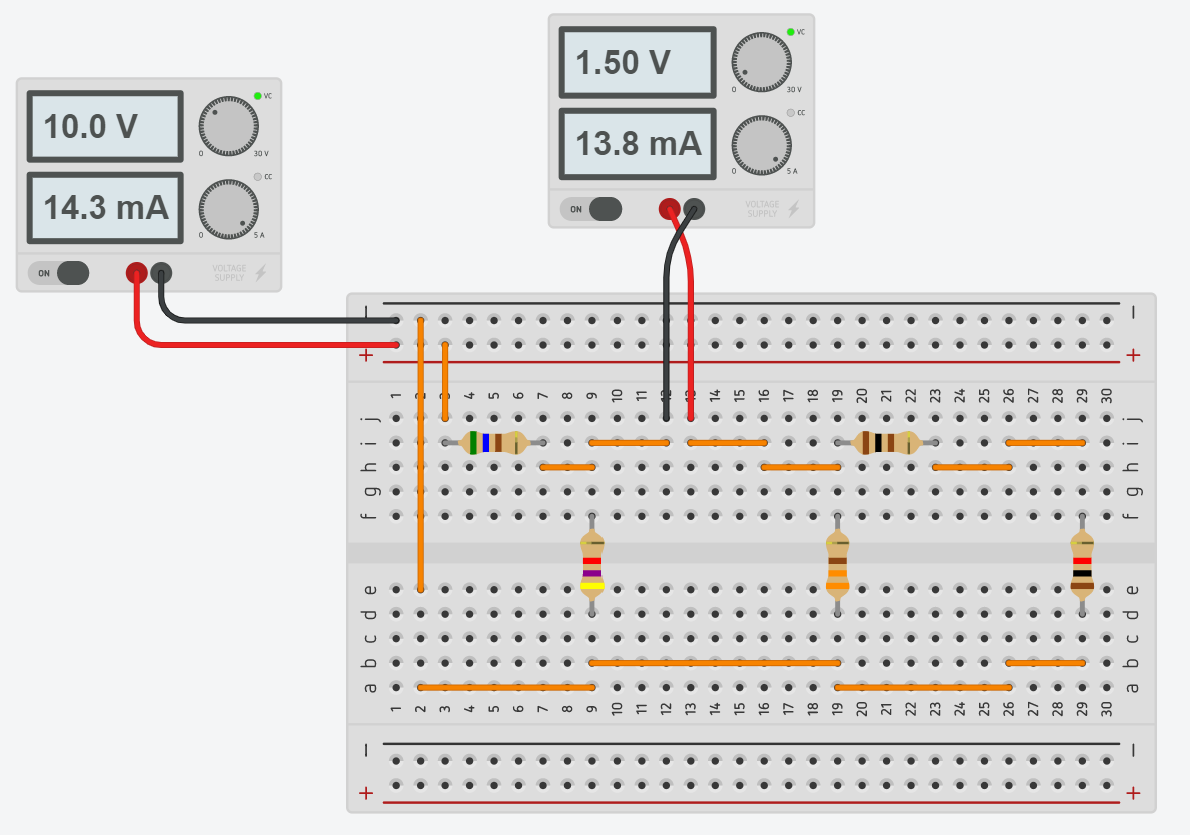 1.50 V
VC
0
30 V
13.8 mA
CC
0
5 A
ON
VOLTAGE
SUPPLY
10.0 V
VC
0
30 V
14.3 mA
CC
0
5 A
ON
VOLTAGE
SUPPLY
− −
+ +
1 2 3 4 5 6 7 8 9 10 11 12 13 14 15 16 17 18 19 20 21 22 23 24 25 26 27 28 29 30
j j
i i
h h
g g
f f
e e
d d
c c
b b
a a
1 2 3 4 5 6 7 8 9 10 11 12 13 14 15 16 17 18 19 20 21 22 23 24 25 26 27 28 29 30
− −
+ +